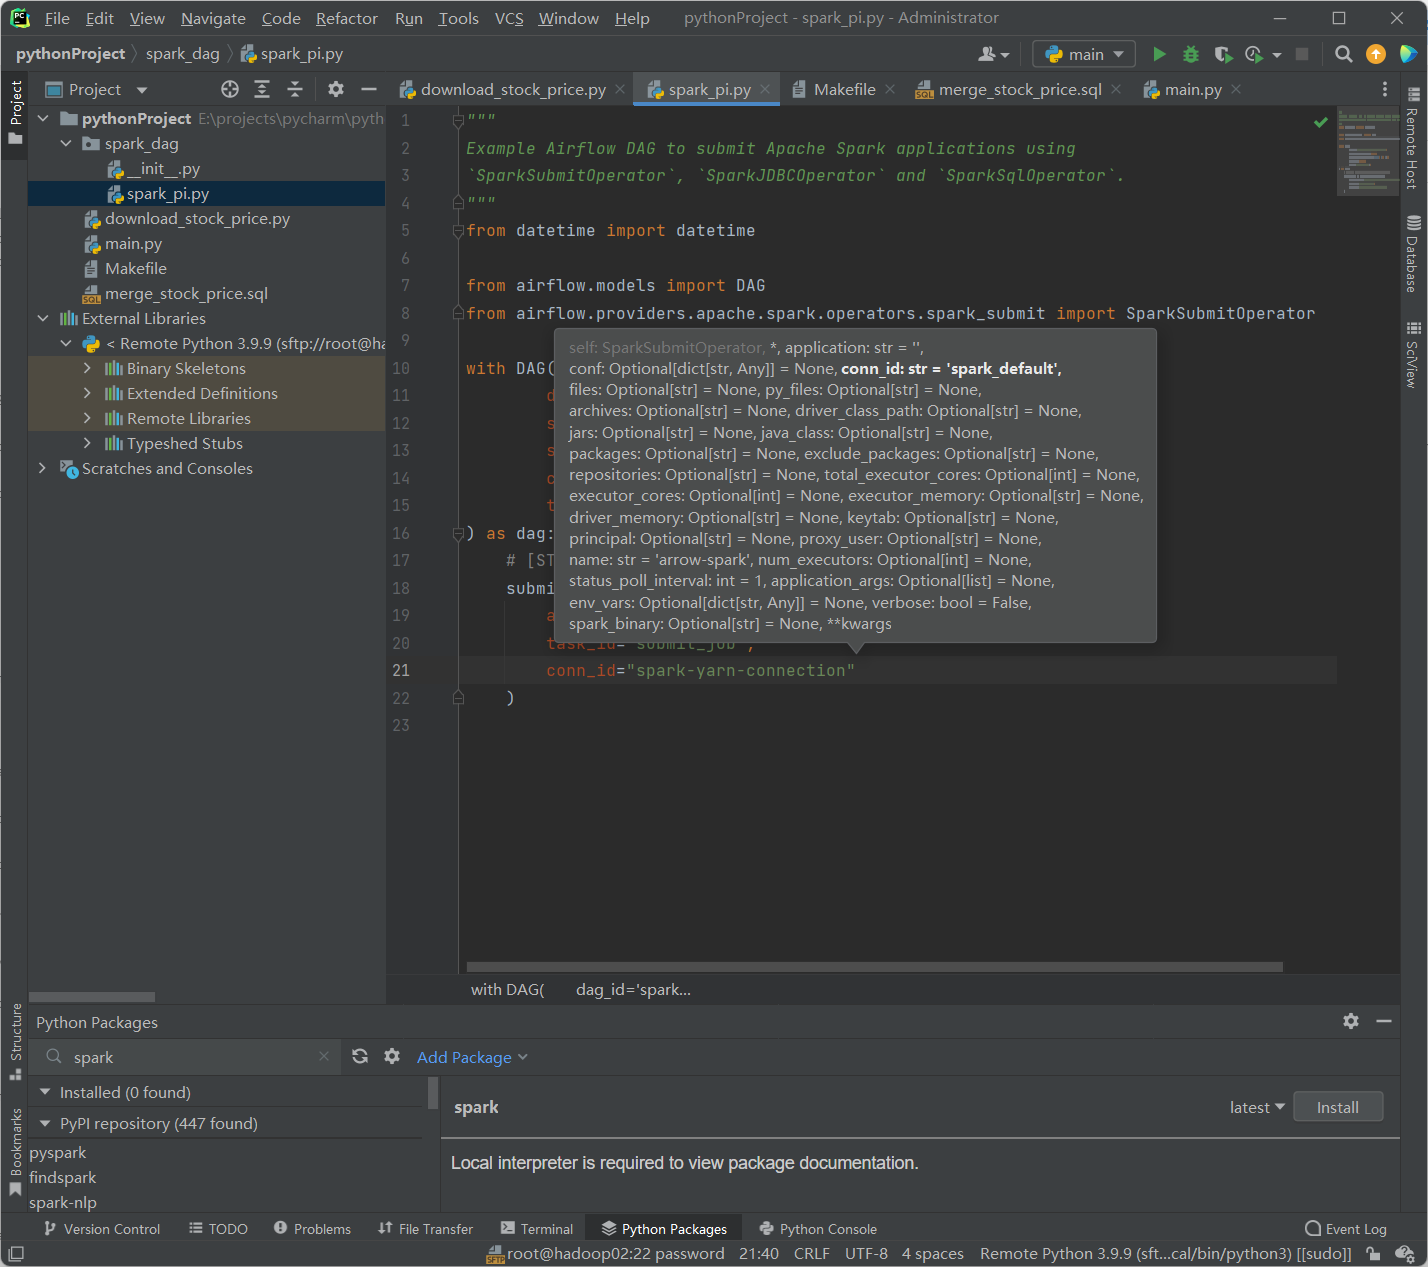 PC File Edit View Navigate Code Refactor Run Tools VCS Window Help pythonProject - spark_pi.py - Administrator
pythonProject spark_dag spark_pi.py main
Project
Project
download_stock_price.py spark_pi.py Makefile merge_stock_price.sql main.py
pythonProject E:\projects\pycharm\pyth
spark_dag
__init__.py
spark_pi.py
download_stock_price.py
main.py
Makefile
merge_stock_price.sql
External Libraries
< Remote Python 3.9.9 (sftp://root@ha
Binary Skeletons
Extended Definitions
Remote Libraries
Typeshed Stubs
Scratches and Consoles
1 """
2 Example Airflow DAG to submit Apache Spark applications using
3 `SparkSubmitOperator`, `SparkJDBCOperator` and `SparkSqlOperator`.
4 """
5 from datetime import datetime
6
7 from airflow.models import DAG
8 from airflow.providers.apache.spark.operators.spark_submit import SparkSubmitOperator
9
10 with DAG(
11 d
12 s
13 s
14 c
15 t
16 ) as dag:
17 # [ST
18 submi
19 a
20 task_id="submit_job",
21 conn_id="spark-yarn-connection"
22 )
23
self: SparkSubmitOperator, *, application: str = '',
conf: Optional[dict[str, Any]] = None, conn_id: str = 'spark_default',
files: Optional[str] = None, py_files: Optional[str] = None,
archives: Optional[str] = None, driver_class_path: Optional[str] = None,
jars: Optional[str] = None, java_class: Optional[str] = None,
packages: Optional[str] = None, exclude_packages: Optional[str] = None,
repositories: Optional[str] = None, total_executor_cores: Optional[int] = None,
executor_cores: Optional[int] = None, executor_memory: Optional[str] = None,
driver_memory: Optional[str] = None, keytab: Optional[str] = None,
principal: Optional[str] = None, proxy_user: Optional[str] = None,
name: str = 'arrow-spark', num_executors: Optional[int] = None,
status_poll_interval: int = 1, application_args: Optional[list] = None,
env_vars: Optional[dict[str, Any]] = None, verbose: bool = False,
spark_binary: Optional[str] = None, **kwargs
Remote Host
Database
SciView
with DAG( dag_id='spark...
Structure
Bookmarks
Python Packages
spark Add Package
Installed (0 found)
PyPI repository (447 found)
pyspark
findspark
spark-nlp
spark latest Install
Local interpreter is required to view package documentation.
Version Control TODO Problems File Transfer Terminal Python Packages Python Console Event Log
SFTP root@hadoop02:22 password 21:40 CRLF UTF-8 4 spaces Remote Python 3.9.9 (sft...cal/bin/python3) [[sudo]]